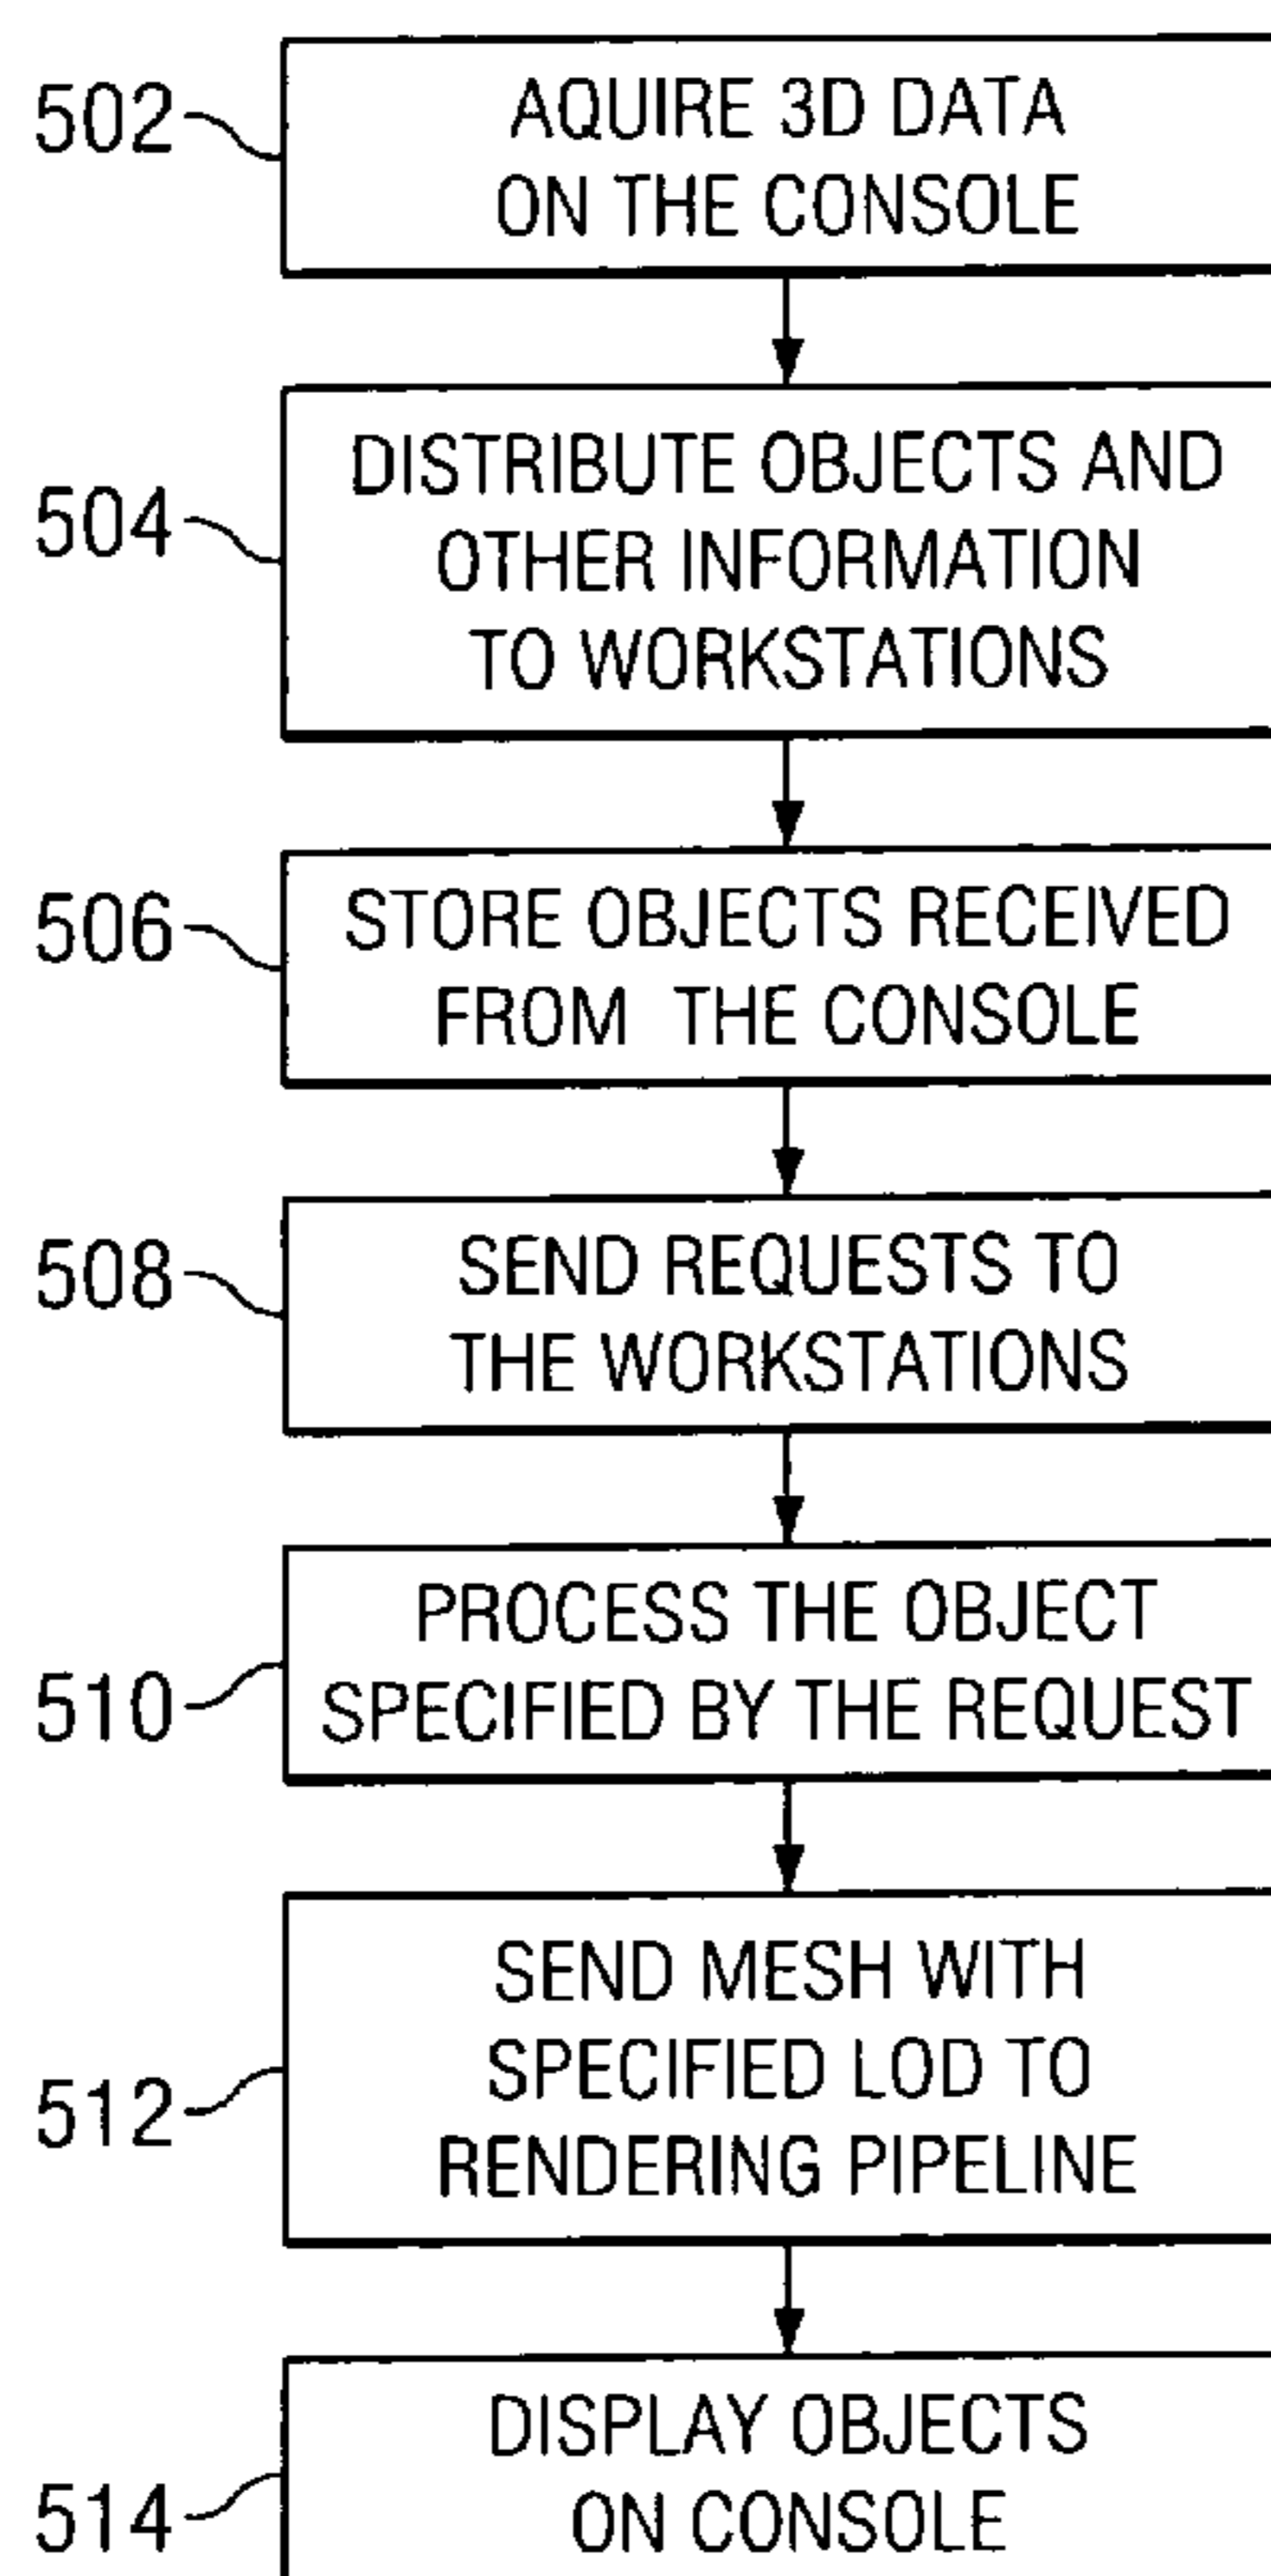 502
AQUIRE 3D DATA
ON THE CONSOLE
504
DISTRIBUTE OBJECTS AND
OTHER INFORMATION
TO WORKSTATIONS
506
STORE OBJECTS RECEIVED
FROM THE CONSOLE
508
SEND REQUESTS TO
THE WORKSTATIONS
510
PROCESS THE OBJECT
SPECIFIED BY THE REQUEST
512
SEND MESH WITH
SPECIFIED LOD TO
RENDERING PIPELINE
514
DISPLAY OBJECTS
ON CONSOLE